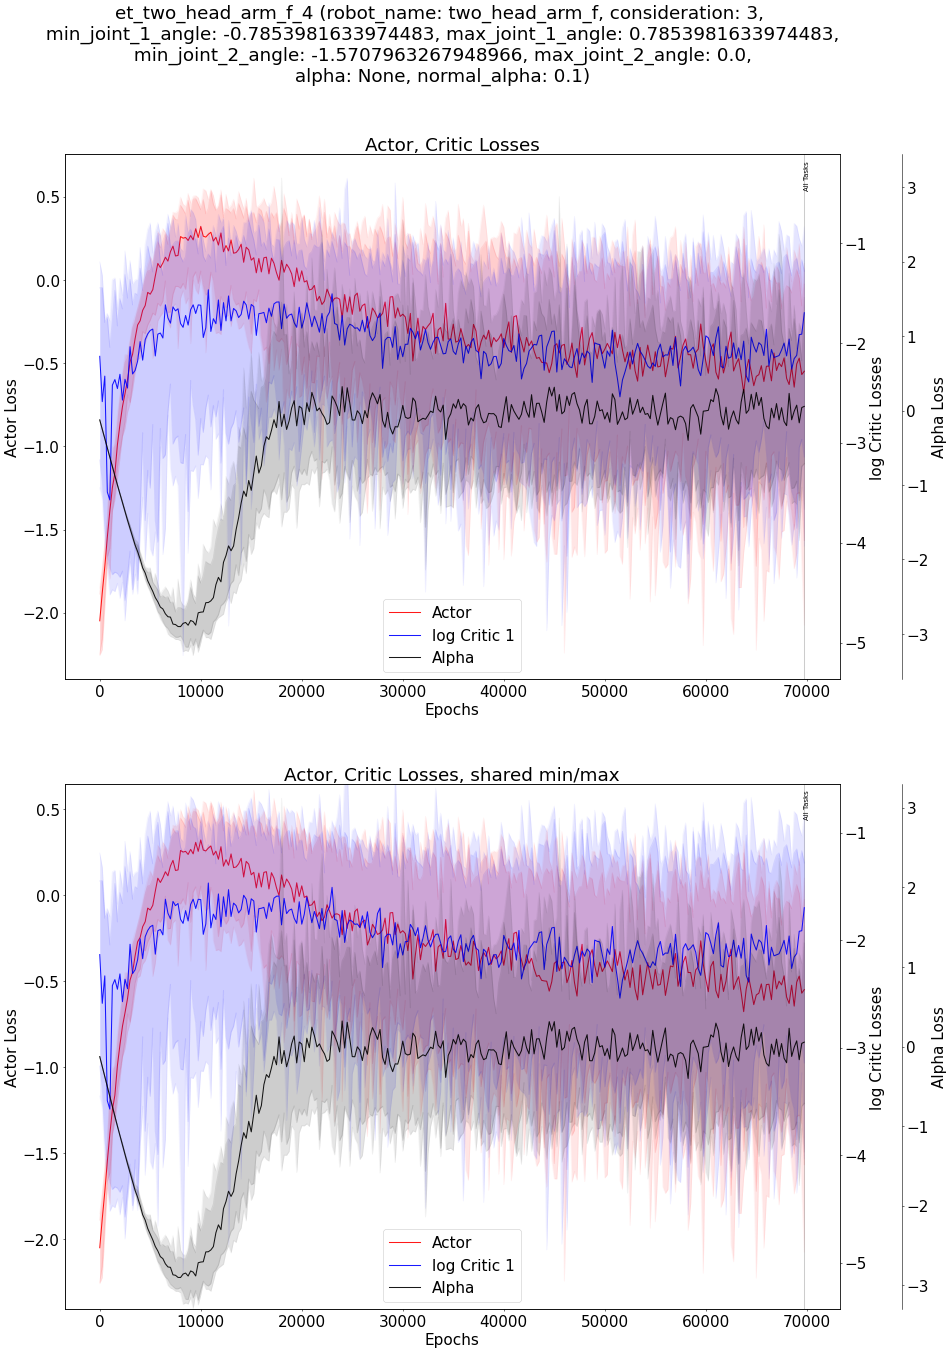 et_two_head_arm_f_4 (robot_name: two_head_arm_f, consideration: 3,
min_joint_1_angle: -0.7853981633974483, max_joint_1_angle: 0.7853981633974483,
min_joint_2_angle: -1.5707963267948966, max_joint_2_angle: 0.0,
alpha: None, normal_alpha: 0.1)
Actor, Critic Losses
All Tasks
0.5
0.0
−0.5
−1.0
−1.5
−2.0
Actor Loss
−1
−2
−3
−4
−5
log Critic Losses
3
2
1
0
−1
−2
−3
Alpha Loss
Actor
log Critic 1
Alpha
0
10000
20000
30000
40000
50000
60000
70000
Epochs
Actor, Critic Losses, shared min/max
All Tasks
0.5
0.0
−0.5
−1.0
−1.5
−2.0
Actor Loss
−1
−2
−3
−4
−5
log Critic Losses
3
2
1
0
−1
−2
−3
Alpha Loss
Actor
log Critic 1
Alpha
0
10000
20000
30000
40000
50000
60000
70000
Epochs